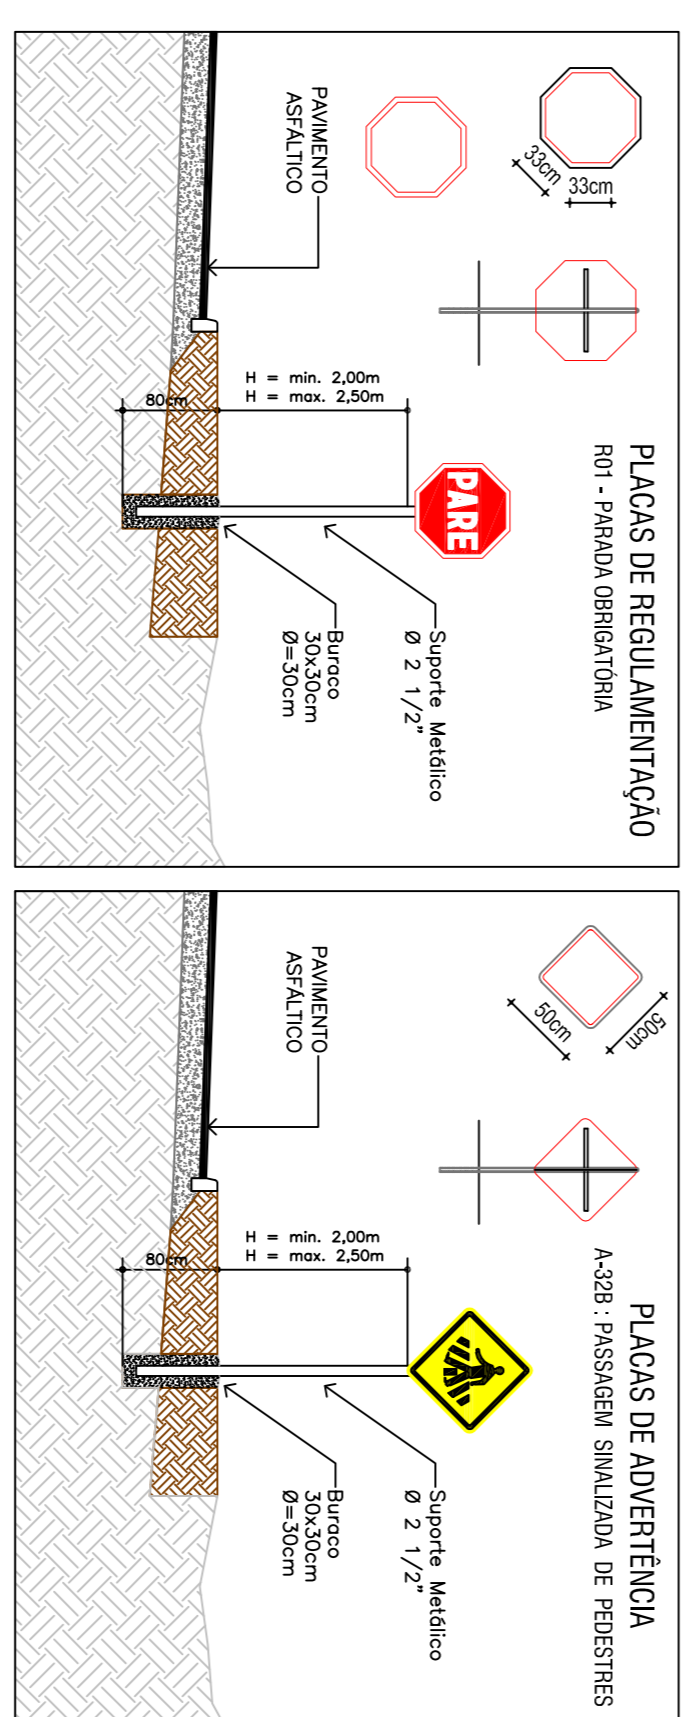 PLACAS DE REGULAMENTAÇÃO
R01 - PARADA OBRIGATÓRIA
33cm
33cm
PARE
Suporte Metálico
Ø 2 1/2"
H = min. 2,00m
H = max. 2,50m
PAVIMENTO
ASFÁLTICO
Buraco
30x30cm
Ø=30cm
80cm
PLACAS DE ADVERTÊNCIA
A-32B : PASSAGEM SINALIZADA DE PEDESTRES
50cm
50cm
Suporte Metálico
Ø 2 1/2"
H = min. 2,00m
H = max. 2,50m
PAVIMENTO
ASFÁLTICO
Buraco
30x30cm
Ø=30cm
80cm